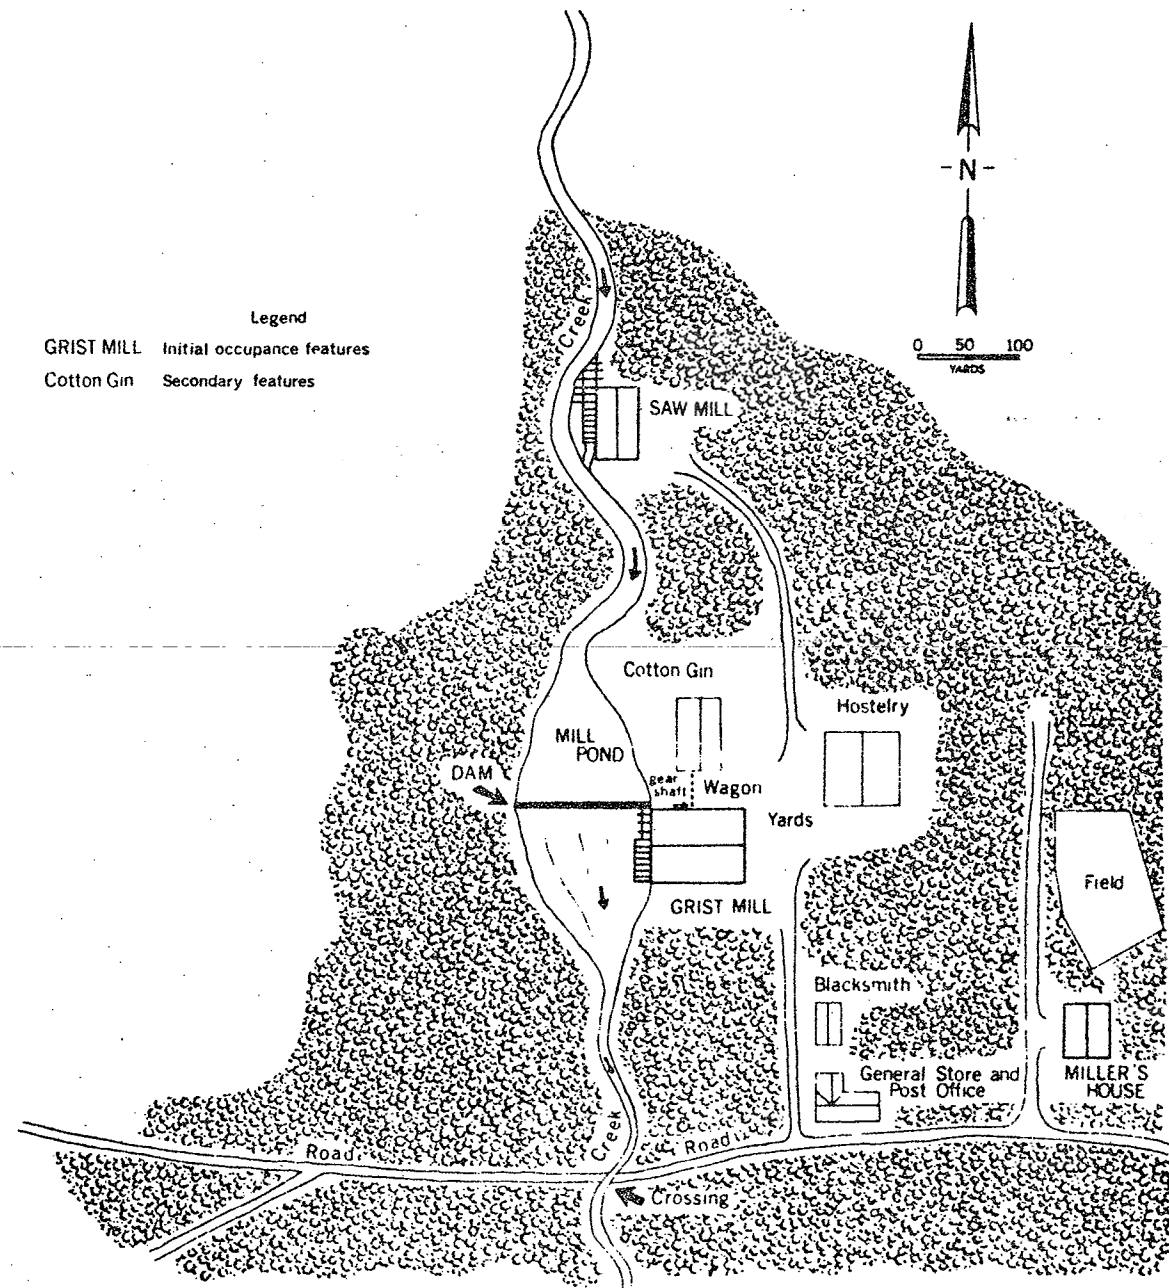 N
0 50 100
YARDS
Legend
GRIST MILL Initial occupance features
Cotton Gin Secondary features
Creek
SAW MILL
Cotton Gin
Hostelry
MILL
POND
DAM
gear
shaft
Wagon
Yards
GRIST MILL
Field
Blacksmith
General Store and
Post Office
MILLER'S
HOUSE
Creek
Road
Road
Crossing